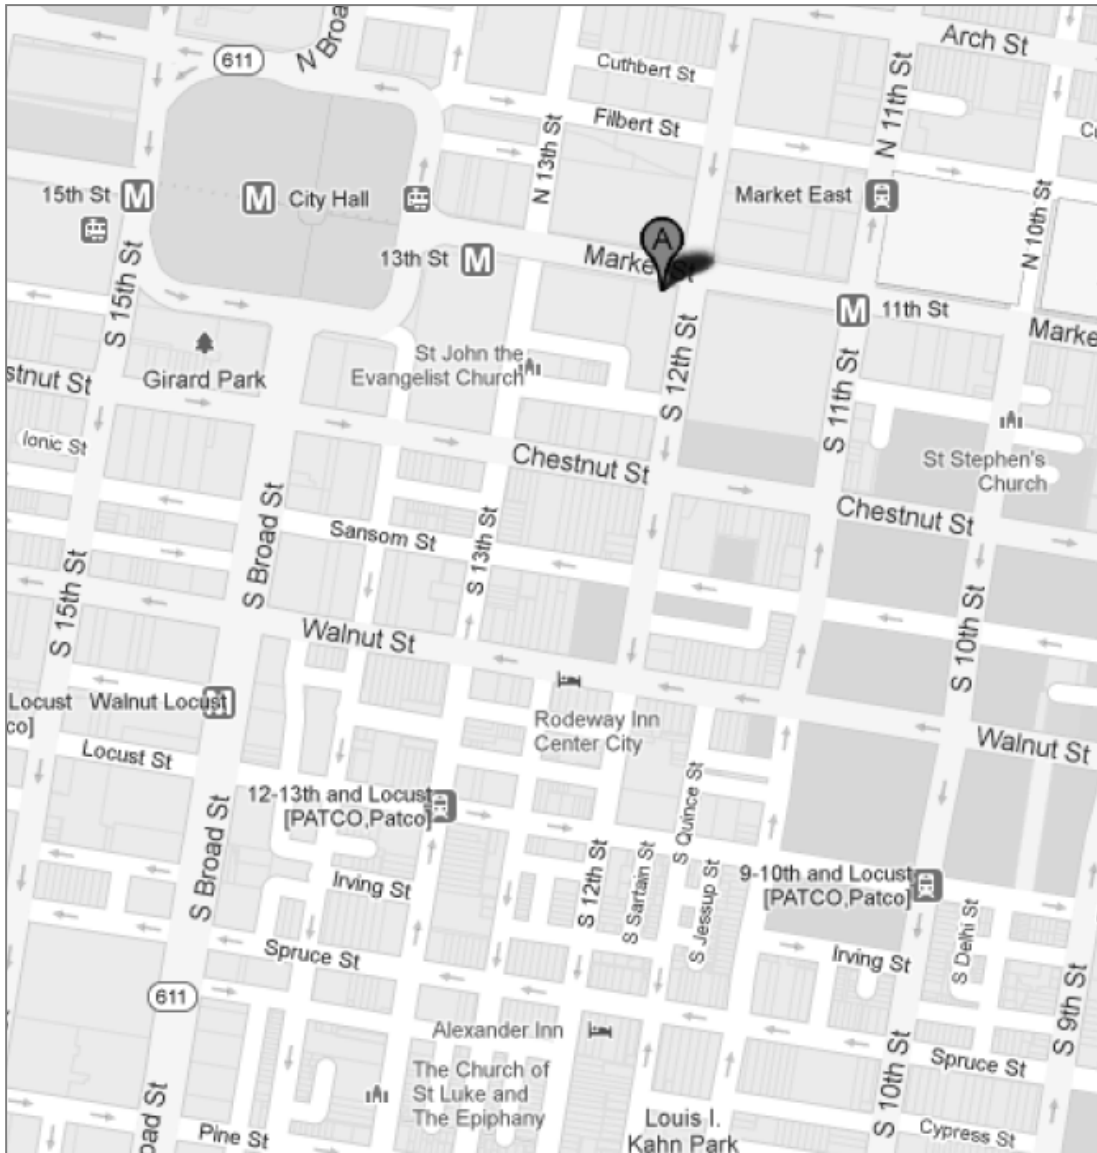 N Broa
611
Arch St
Cuthbert St
N 11th St
Filbert St
N 13th St
15th St
M
M
City Hall
Market East
N 10th St
13th St
M
A
Marke
St
S 15th St
M
11th St
Marke
S 12th St
St John the
Evangelist Church
Girard Park
stnut St
S 11th St
Ionic St
Chestnut St
St Stephen's
Church
Chestnut St
S Broad St
Sansom St
S 13th St
S 15th St
Walnut St
S 10th St
Locust
co]
Walnut Locust
Rodeway Inn
Center City
Walnut St
Locust St
12-13th and Locust
[PATCO,Patco]
S Quince St
S Broad St
Irving St
S 12th St
S Sartain St
S Jessup St
9-10th and Locust
[PATCO,Patco]
S Delhi St
Spruce St
Irving St
611
S 9th St
Alexander Inn
The Church of
St Luke and
The Epiphany
S 10th St
Spruce St
oad St
Pine St
Louis I.
Kahn Park
Cypress St